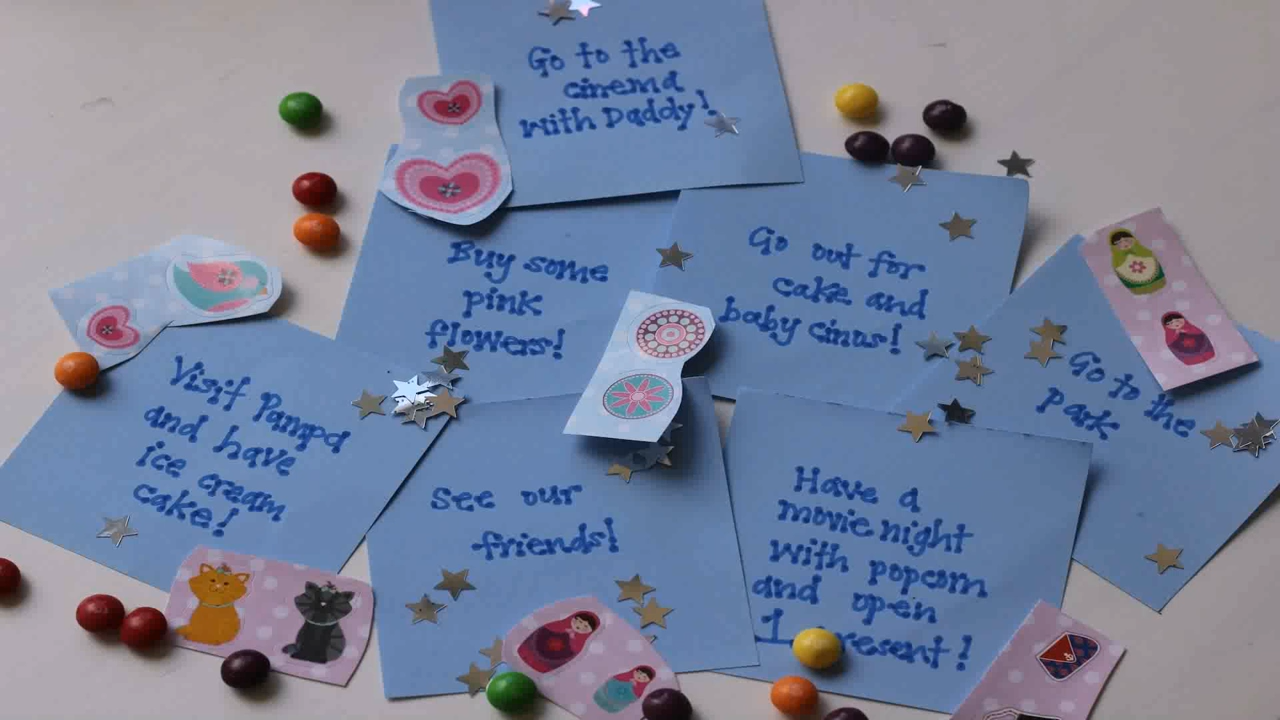 Go to the
cinema
with Daddy!
Buy some
pink
flowers!
Go out for
cake and
baby cinos!
Go to the
Park
Visit Pampa
and have
ice cream
cake!
See our
friends!
Have a
movie night
with popcorn
and open
1 present!